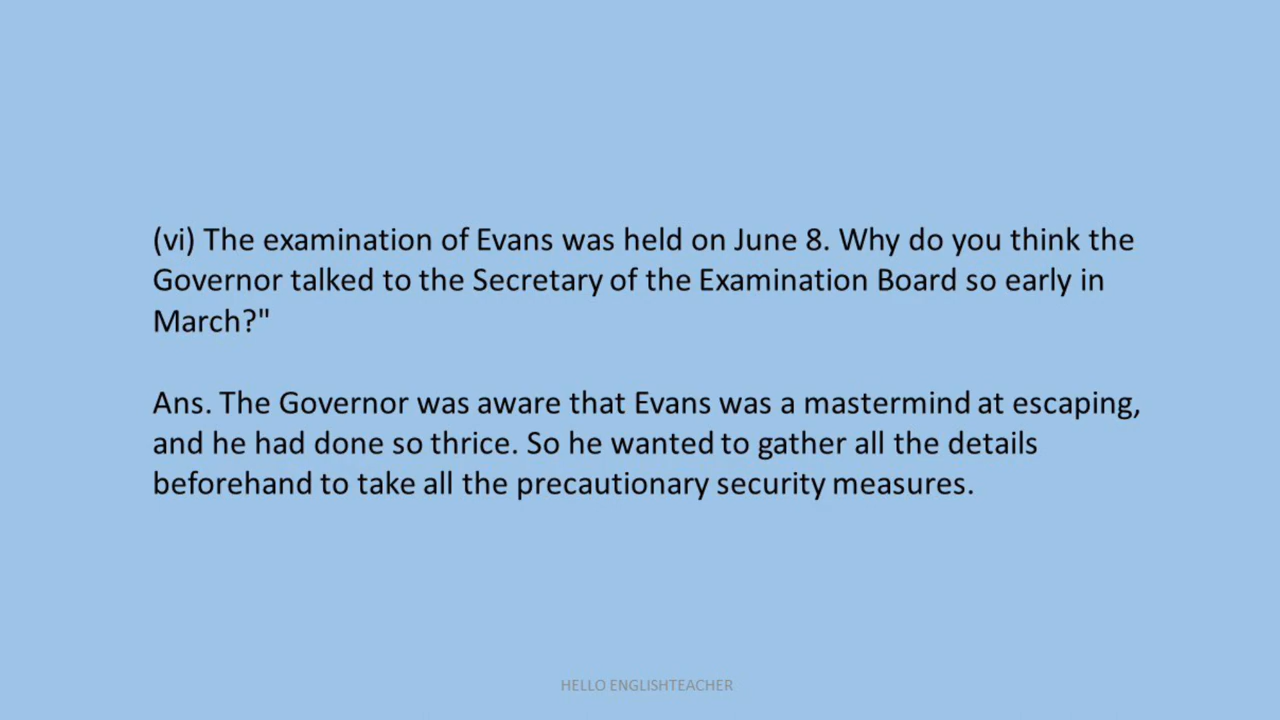 (vi) The examination of Evans was held on June 8. Why do you think the
Governor talked to the Secretary of the Examination Board so early in
March?"
Ans. The Governor was aware that Evans was a mastermind at escaping,
and he had done so thrice. So he wanted to gather all the details
beforehand to take all the precautionary security measures.
HELLO ENGLISHTEACHER